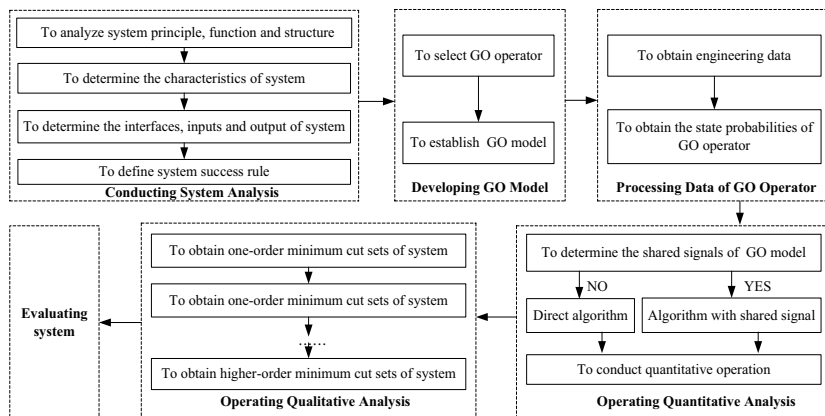 To analyze system principle, function and structure
To determine the characteristics of system
To determine the interfaces, inputs and output of system
To define system success rule
Conducting System Analysis
To select GO operator
To establish GO model
Developing GO Model
To obtain engineering data
To obtain the state probabilities of
GO operator
Processing Data of GO Operator
To determine the shared signals of GO model
NO
YES
Direct algorithm
Algorithm with shared signal
To conduct quantitative operation
Operating Quantitative Analysis
To obtain one-order minimum cut sets of system
To obtain one-order minimum cut sets of system
......
To obtain higher-order minimum cut sets of system
Operating Qualitative Analysis
Evaluating
system